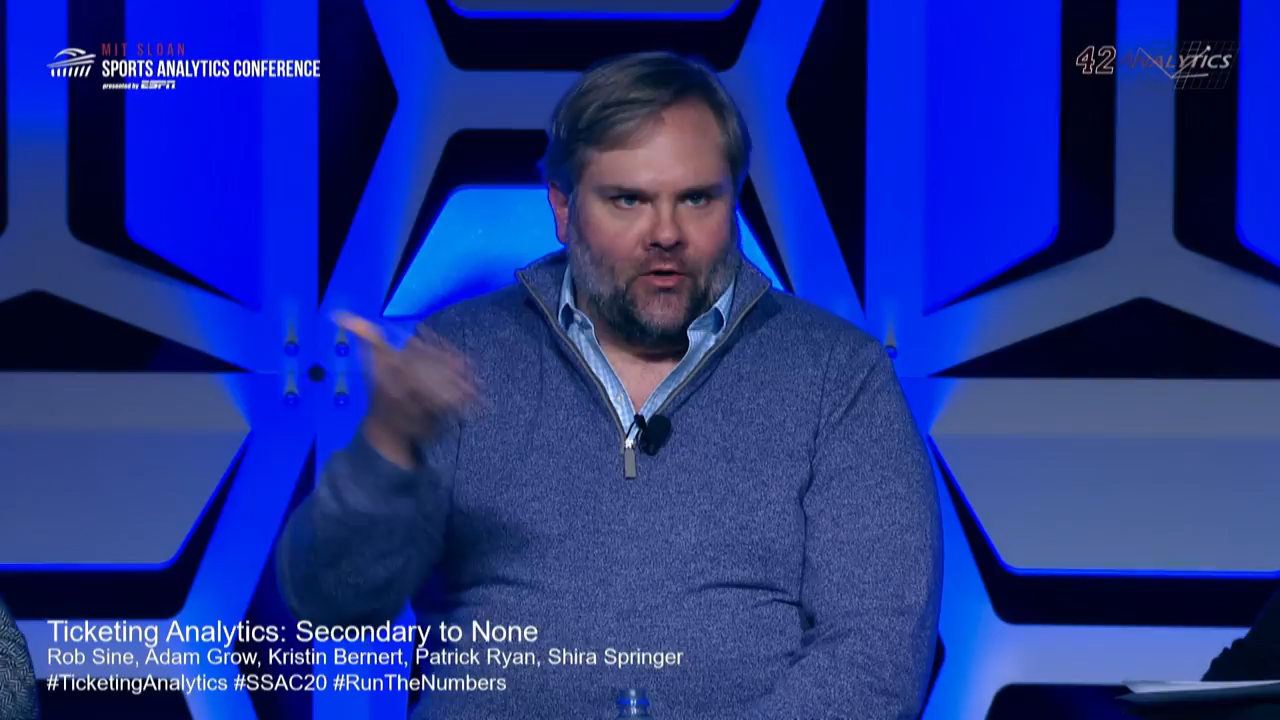 MIT SLOAN
SPORTS ANALYTICS CONFERENCE
presented by ESPN
42 ANALYTICS
Ticketing Analytics: Secondary to None
Rob Sine, Adam Grow, Kristin Bernert, Patrick Ryan, Shira Springer
#TicketingAnalytics #SSAC20 #RunTheNumbers